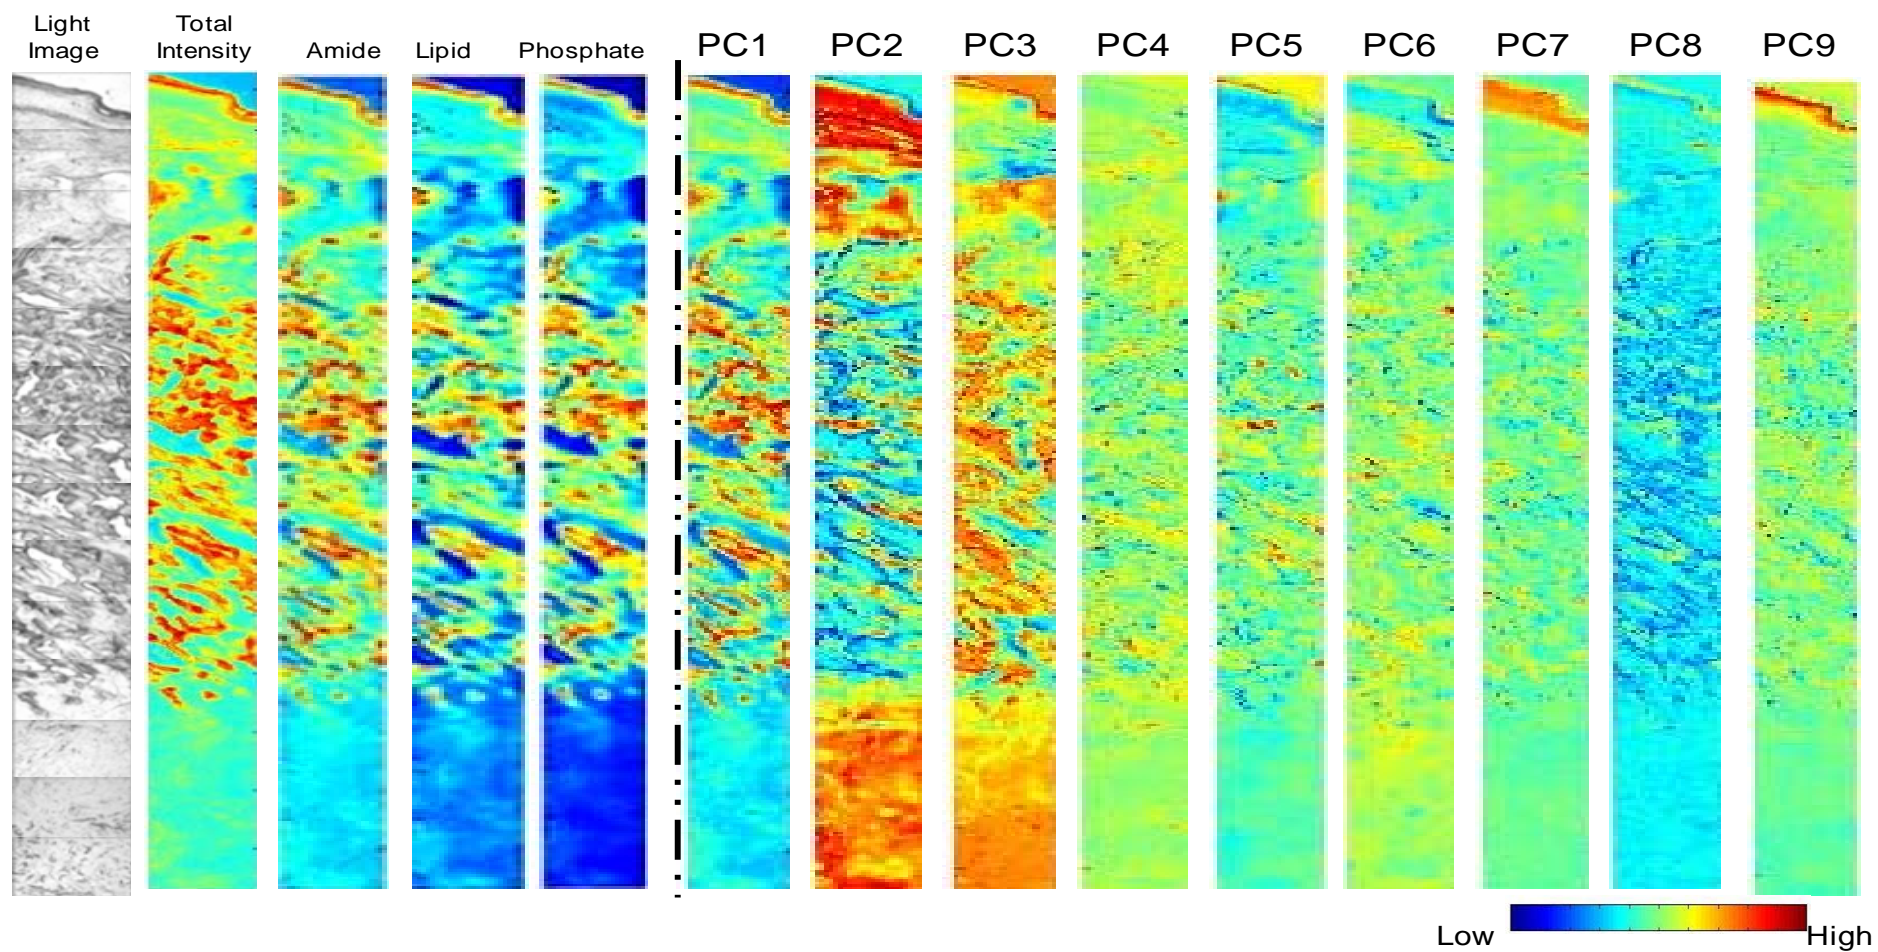 Light
Image
Total
Intensity
Amide
Lipid
Phosphate
PC1
PC2
PC3
PC4
PC5
PC6
PC7
PC8
PC9
Low
High